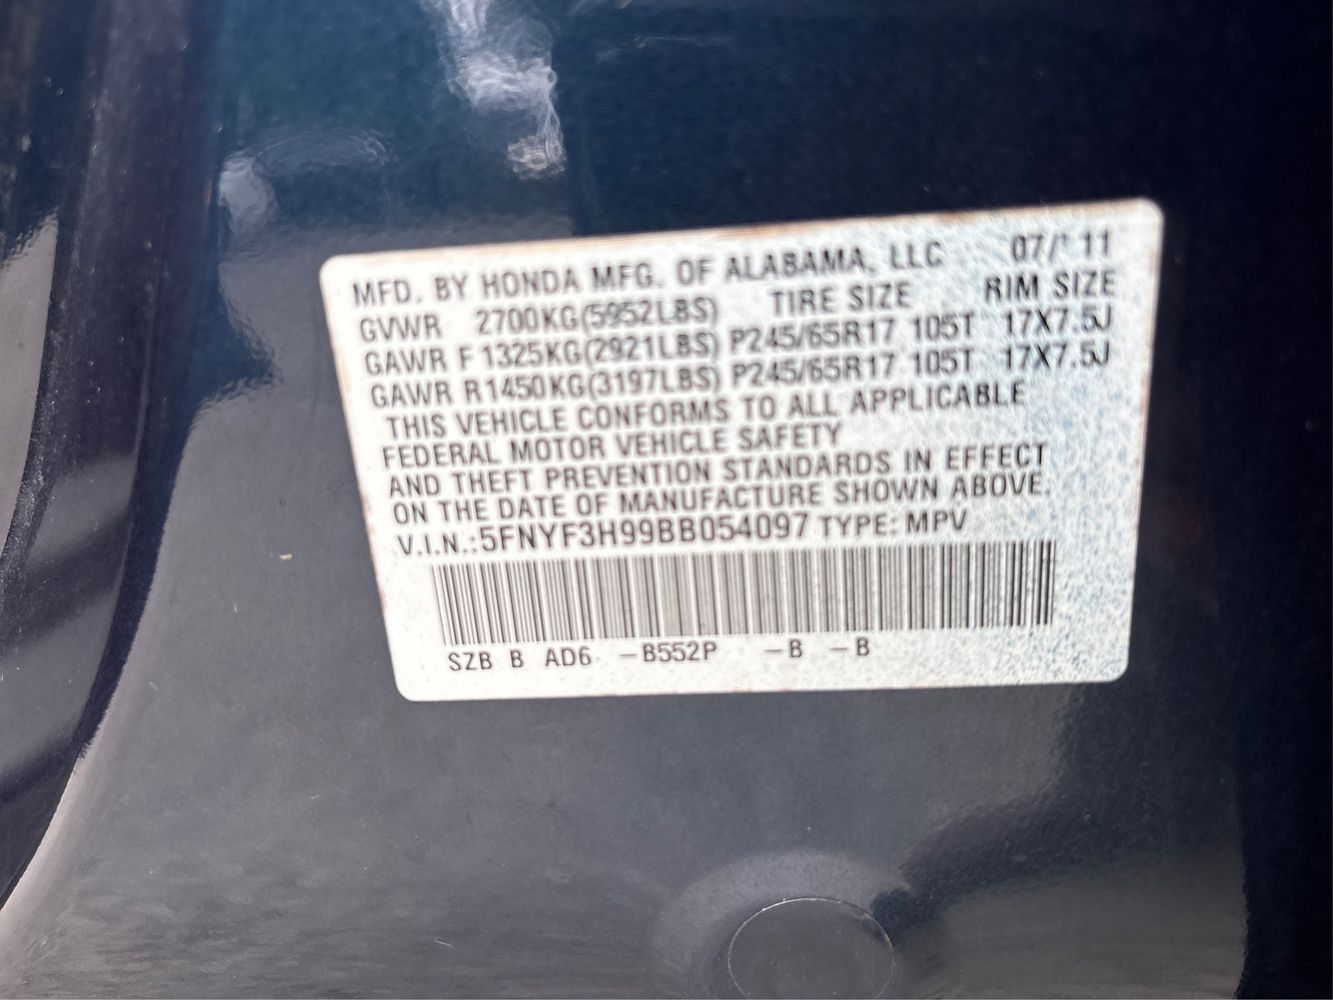 MFD. BY HONDA MFG. OF ALABAMA, LLC 07/ 11
GVWR 2700KG(5952LBS) TIRE SIZE RIM SIZE
GAWR F 1325KG(2921LBS) P245/65R17 105T 17X7.5J
GAWR R1450KG(3197LBS) P245/65R17 105T 17X7.5J
THIS VEHICLE CONFORMS TO ALL APPLICABLE
FEDERAL MOTOR VEHICLE SAFETY
AND THEFT PREVENTION STANDARDS IN EFFECT
ON THE DATE OF MANUFACTURE SHOWN ABOVE.
V.I.N.:5FNYF3H99BB054097 TYPE: MPV
SZB B AD6 -B552P -B -B